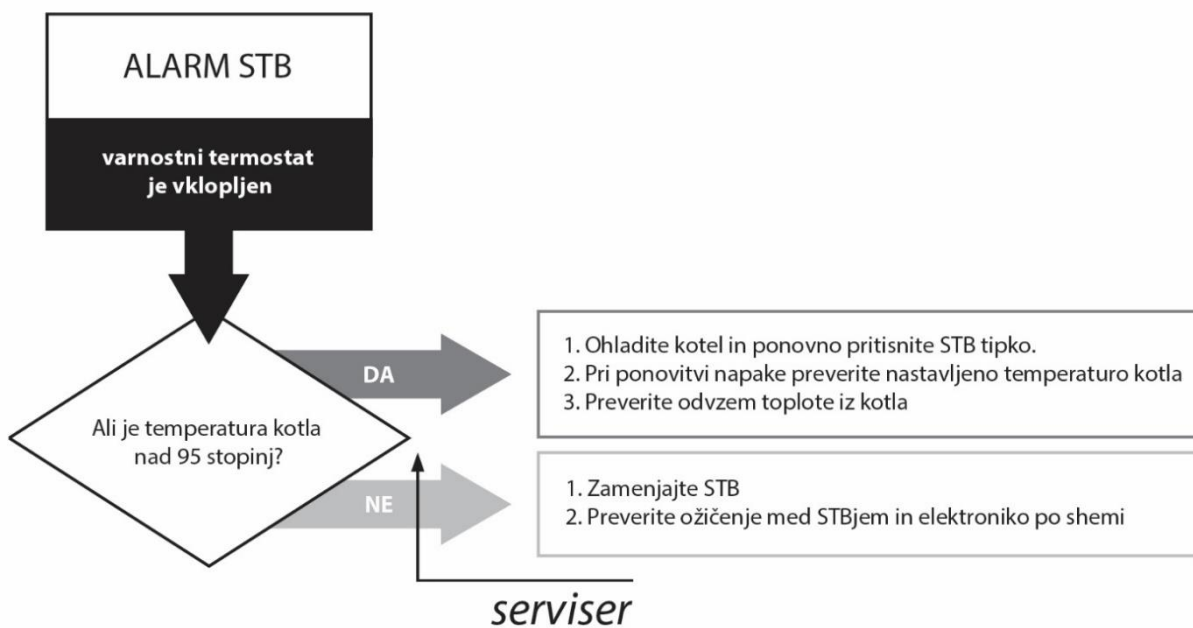 ALARM STB
varnostni termostat
je vklopljen
Ali je temperatura kotla
nad 95 stopinj?
DA
1. Ohladite kotel in ponovno pritisnite STB tipko.
2. Pri ponovitvi napake preverite nastavljeno temperaturo kotla
3. Preverite odvzem toplote iz kotla
NE
1. Zamenjajte STB
2. Preverite ožičenje med STBjem in elektroniko po shemi
serviser